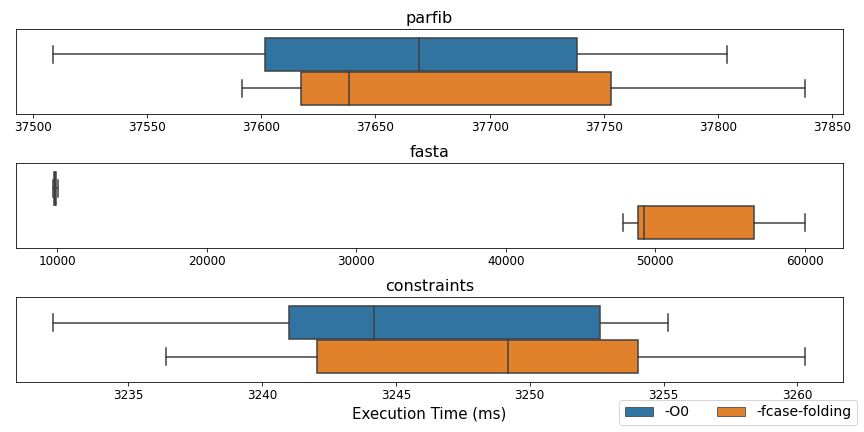 parfib
37500 37550 37600 37650 37700 37750 37800 37850
fasta
10000 20000 30000 40000 50000 60000
constraints
3235 3240 3245 3250 3255 3260
Execution Time (ms)
-O0 -fcase-folding